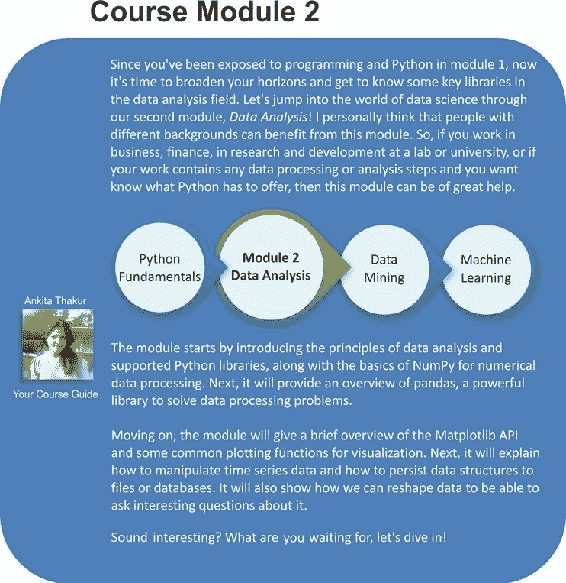 Course Module 2
Since you've been exposed to programming and Python in module 1, now
it's time to broaden your horizons and get to know some key libraries in
the data analysis field. Let's jump into the world of data science through
our second module, Data Analysis! I personally think that people with
different backgrounds can benefit from this module. So, if you work in
business, finance, in research and development at a lab or university, or if
your work contains any data processing or analysis steps and you want
know what Python has to offer, then this module can be of great help.
Python
Fundamentals
Module 2
Data Analysis
Data
Mining
Machine
Learning
Ankita Thakur
Your Course Guide
The module starts by introducing the principles of data analysis and
supported Python libraries, along with the basics of NumPy for numerical
data processing. Next, it will provide an overview of pandas, a powerful
library to solve data processing problems.
Moving on, the module will give a brief overview of the Matplotlib API
and some common plotting functions for visualization. Next, it will explain
how to manipulate time series data and how to persist data structures to
files or databases. It will also show how we can reshape data to be able to
ask interesting questions about it.
Sound interesting? What are you waiting for, let's dive in!